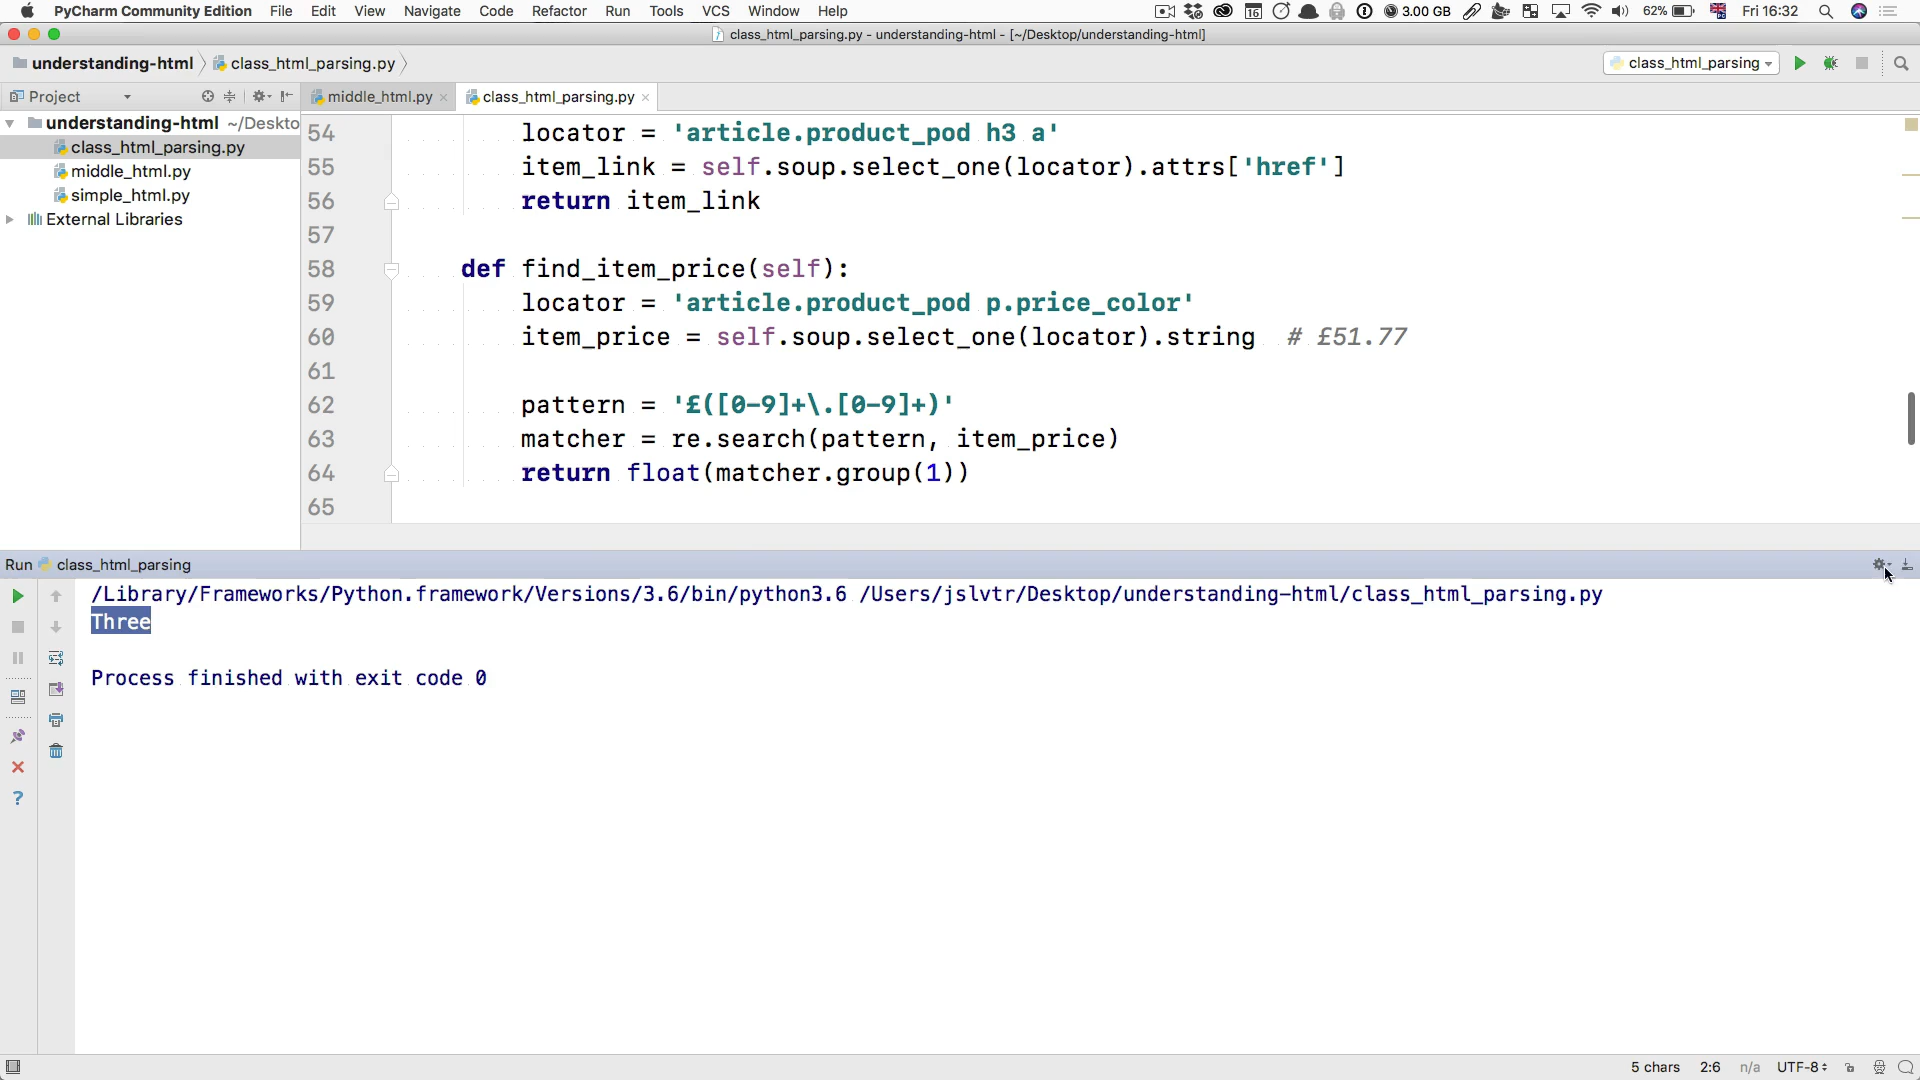 PyCharm Community Edition File Edit View Navigate Code Refactor Run Tools VCS Window Help 16 3.00 GB 62% Fri 16:32
class_html_parsing.py - understanding-html - [~/Desktop/understanding-html]
understanding-html class_html_parsing.py class_html_parsing
Project middle_html.py class_html_parsing.py
understanding-html ~/Deskto
class_html_parsing.py
middle_html.py
simple_html.py
External Libraries
54 locator = 'article.product_pod h3 a'
55 item_link = self.soup.select_one(locator).attrs['href']
56 return item_link
57
58 def find_item_price(self):
59 locator = 'article.product_pod p.price_color'
60 item_price = self.soup.select_one(locator).string # £51.77
61
62 pattern = '£([0-9]+\.[0-9]+)'
63 matcher = re.search(pattern, item_price)
64 return float(matcher.group(1))
65
Run class_html_parsing
/Library/Frameworks/Python.framework/Versions/3.6/bin/python3.6 /Users/jslvtr/Desktop/understanding-html/class_html_parsing.py
Three
Process finished with exit code 0
5 chars 2:6 n/a UTF-8